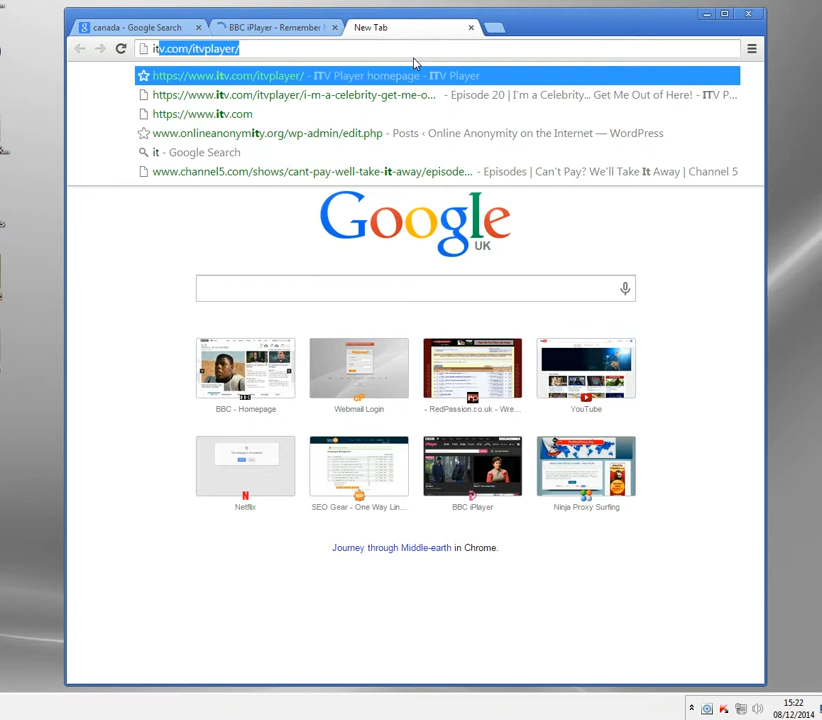 canada - Google Search
BBC iPlayer - Remember
New Tab
itv.com/itvplayer/
https://www.itv.com/itvplayer/ - ITV Player homepage - ITV Player
https://www.itv.com/itvplayer/i-m-a-celebrity-get-me-o... - Episode 20 | I'm a Celebrity... Get Me Out of Here! - ITV P...
https://www.itv.com
www.onlineanonymity.org/wp-admin/edit.php - Posts ‹ Online Anonymity on the Internet — WordPress
it - Google Search
www.channel5.com/shows/cant-pay-well-take-it-away/episode... - Episodes | Can't Pay? We'll Take It Away | Channel 5
Google
UK
BBC - Homepage
Webmail Login
- RedPassion.co.uk - Wre...
YouTube
Netflix
SEO Gear - One Way Lin...
BBC iPlayer
Ninja Proxy Surfing
Journey through Middle-earth in Chrome.
15:22
08/12/2014